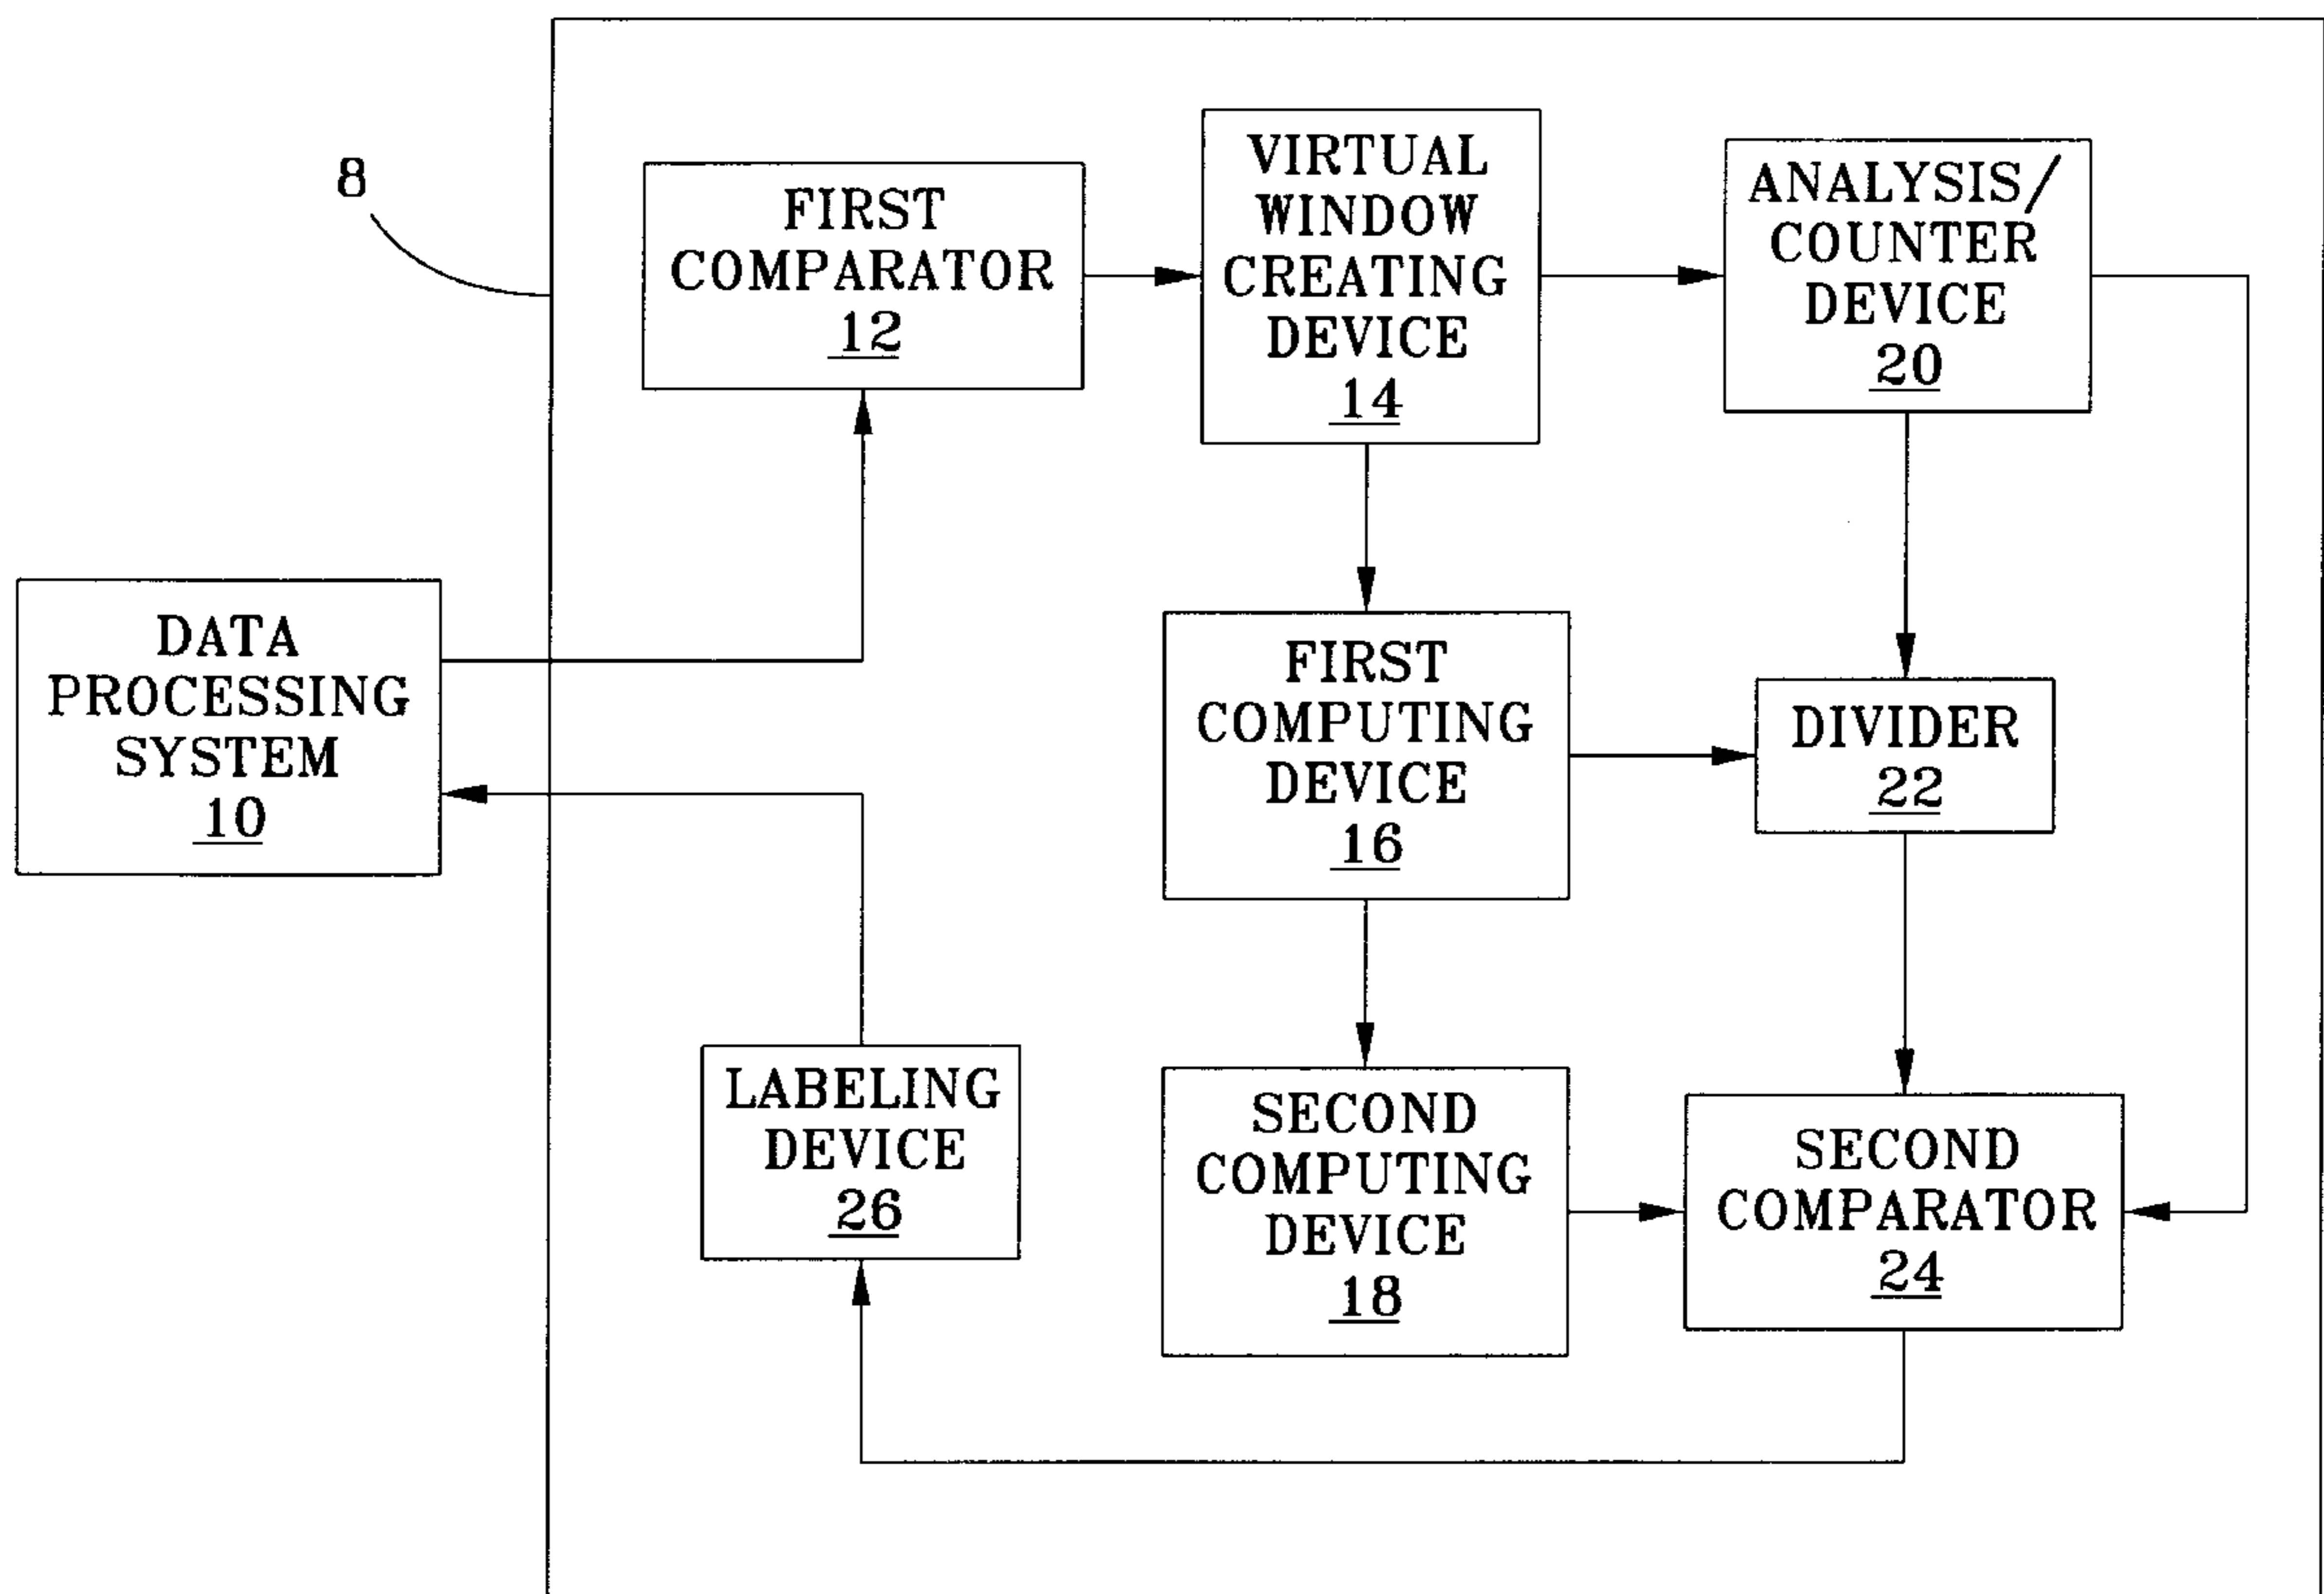 8
FIRST
COMPARATOR
12
VIRTUAL
WINDOW
CREATING
DEVICE
14
ANALYSIS/
COUNTER
DEVICE
20
DATA
PROCESSING
SYSTEM
10
FIRST
COMPUTING
DEVICE
16
DIVIDER
22
LABELING
DEVICE
26
SECOND
COMPUTING
DEVICE
18
SECOND
COMPARATOR
24